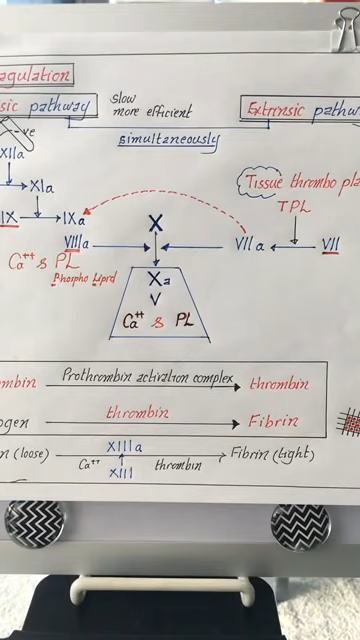 agulation
sic pathway
slow
more efficient
Extrinsic pathw
simultaneously
-ve
XIIa
XIa
Tissue thrombo pla
TPL
IX
IXa
X
VIIIa
VIIa
VII
Ca++ & PL
Phospho Lipid
Xa
V
Ca++ & PL
ombin Prothrombin activation complex thrombin
ogen thrombin Fibrin
n (loose) XIIIa Fibrin (tight)
Ca++ XIII thrombin